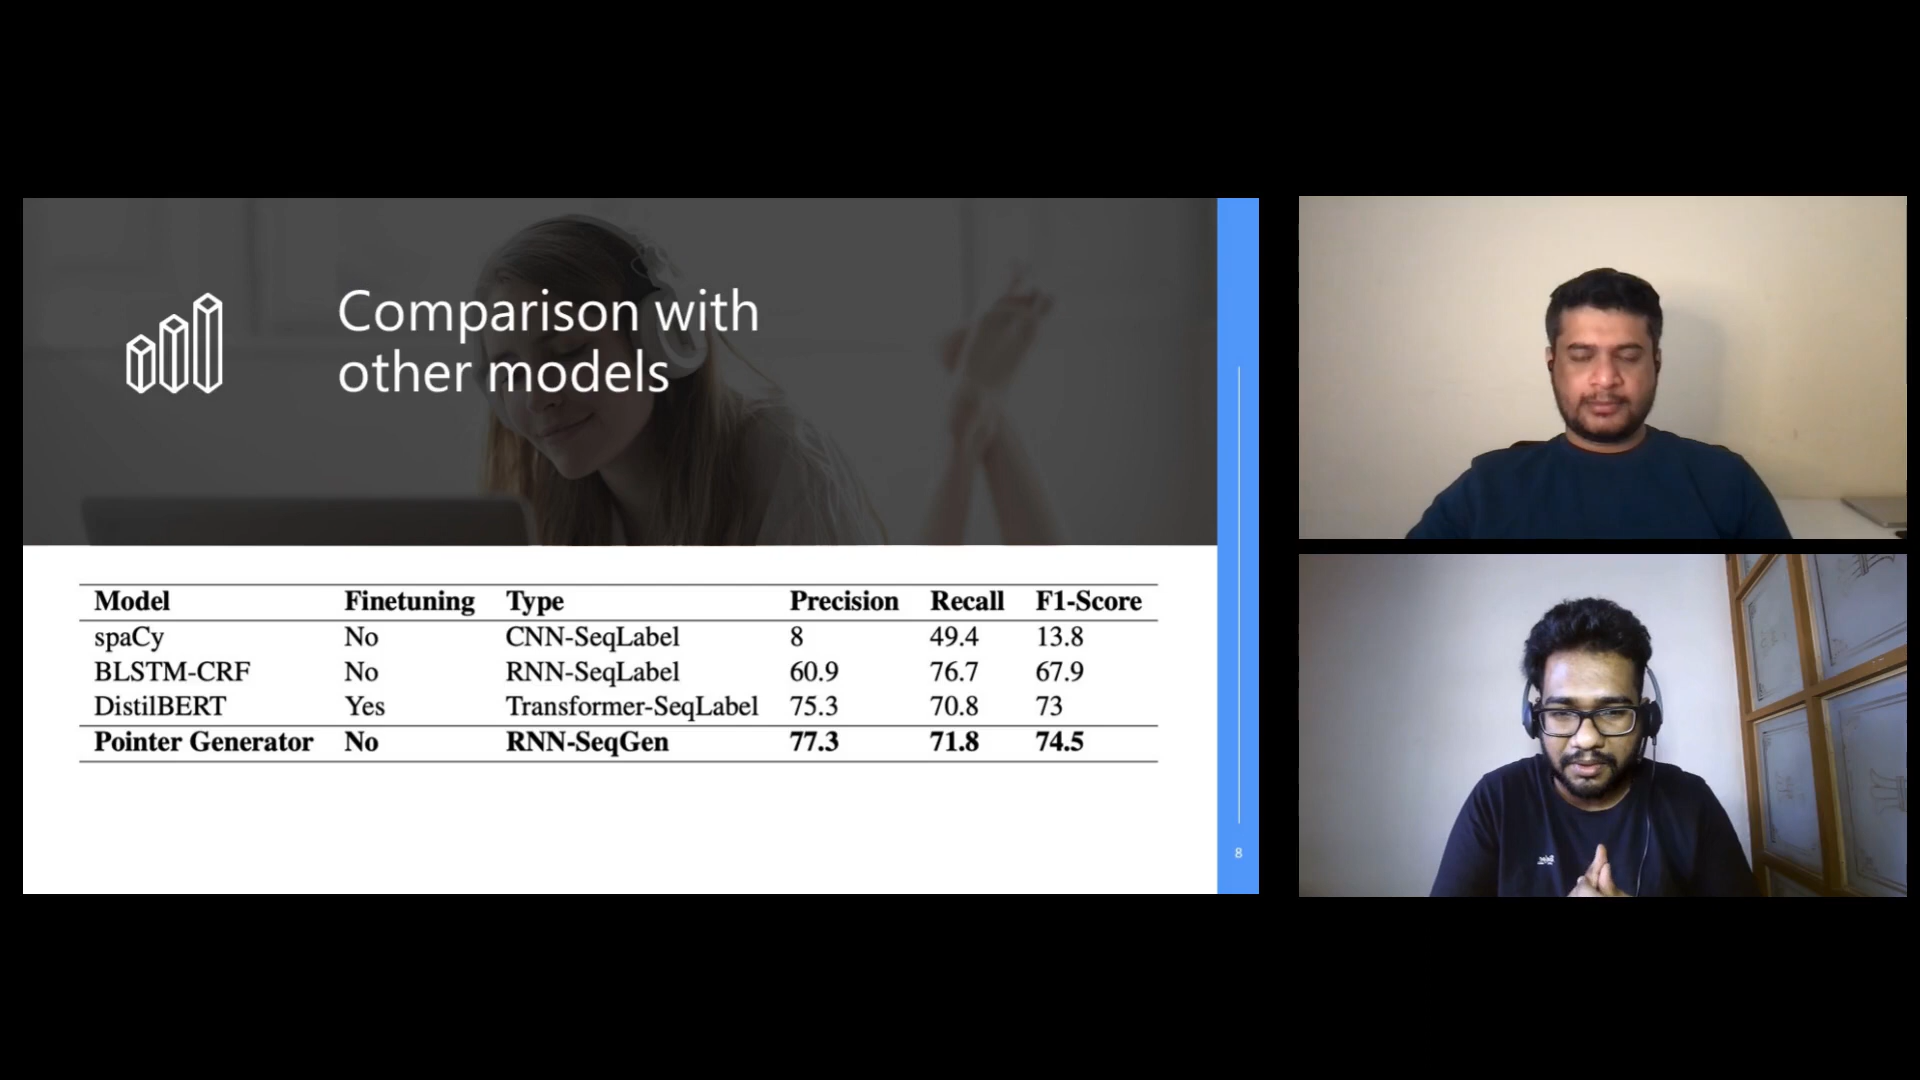 Comparison with
other models
Model Finetuning Type Precision Recall F1-Score
spaCy No CNN-SeqLabel 8 49.4 13.8
BLSTM-CRF No RNN-SeqLabel 60.9 76.7 67.9
DistilBERT Yes Transformer-SeqLabel 75.3 70.8 73
Pointer Generator No RNN-SeqGen 77.3 71.8 74.5
8